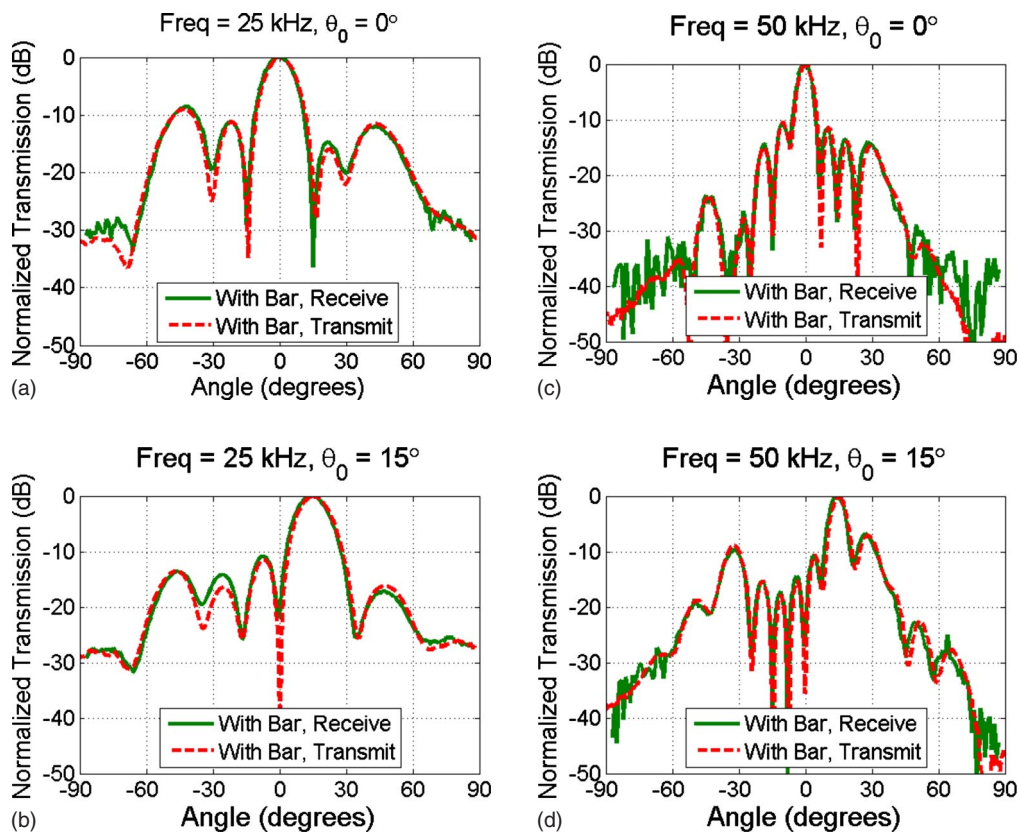 Freq = 25 kHz, θ0 = 0°
Normalized Transmission (dB)
0
-10
-20
-30
-40
-50
-90 -60 -30 0 30 60 90
With Bar, Receive
With Bar, Transmit
Angle (degrees)
(a)
Freq = 50 kHz, θ0 = 0°
Normalized Transmission (dB)
0
-10
-20
-30
-40
-50
-90 -60 -30 0 30 60 90
With Bar, Receive
With Bar, Transmit
Angle (degrees)
(c)
Freq = 25 kHz, θ0 = 15°
Normalized Transmission (dB)
0
-10
-20
-30
-40
-50
-90 -60 -30 0 30 60 90
With Bar, Receive
With Bar, Transmit
Angle (degrees)
(b)
Freq = 50 kHz, θ0 = 15°
Normalized Transmission (dB)
0
-10
-20
-30
-40
-50
-90 -60 -30 0 30 60 90
With Bar, Receive
With Bar, Transmit
Angle (degrees)
(d)